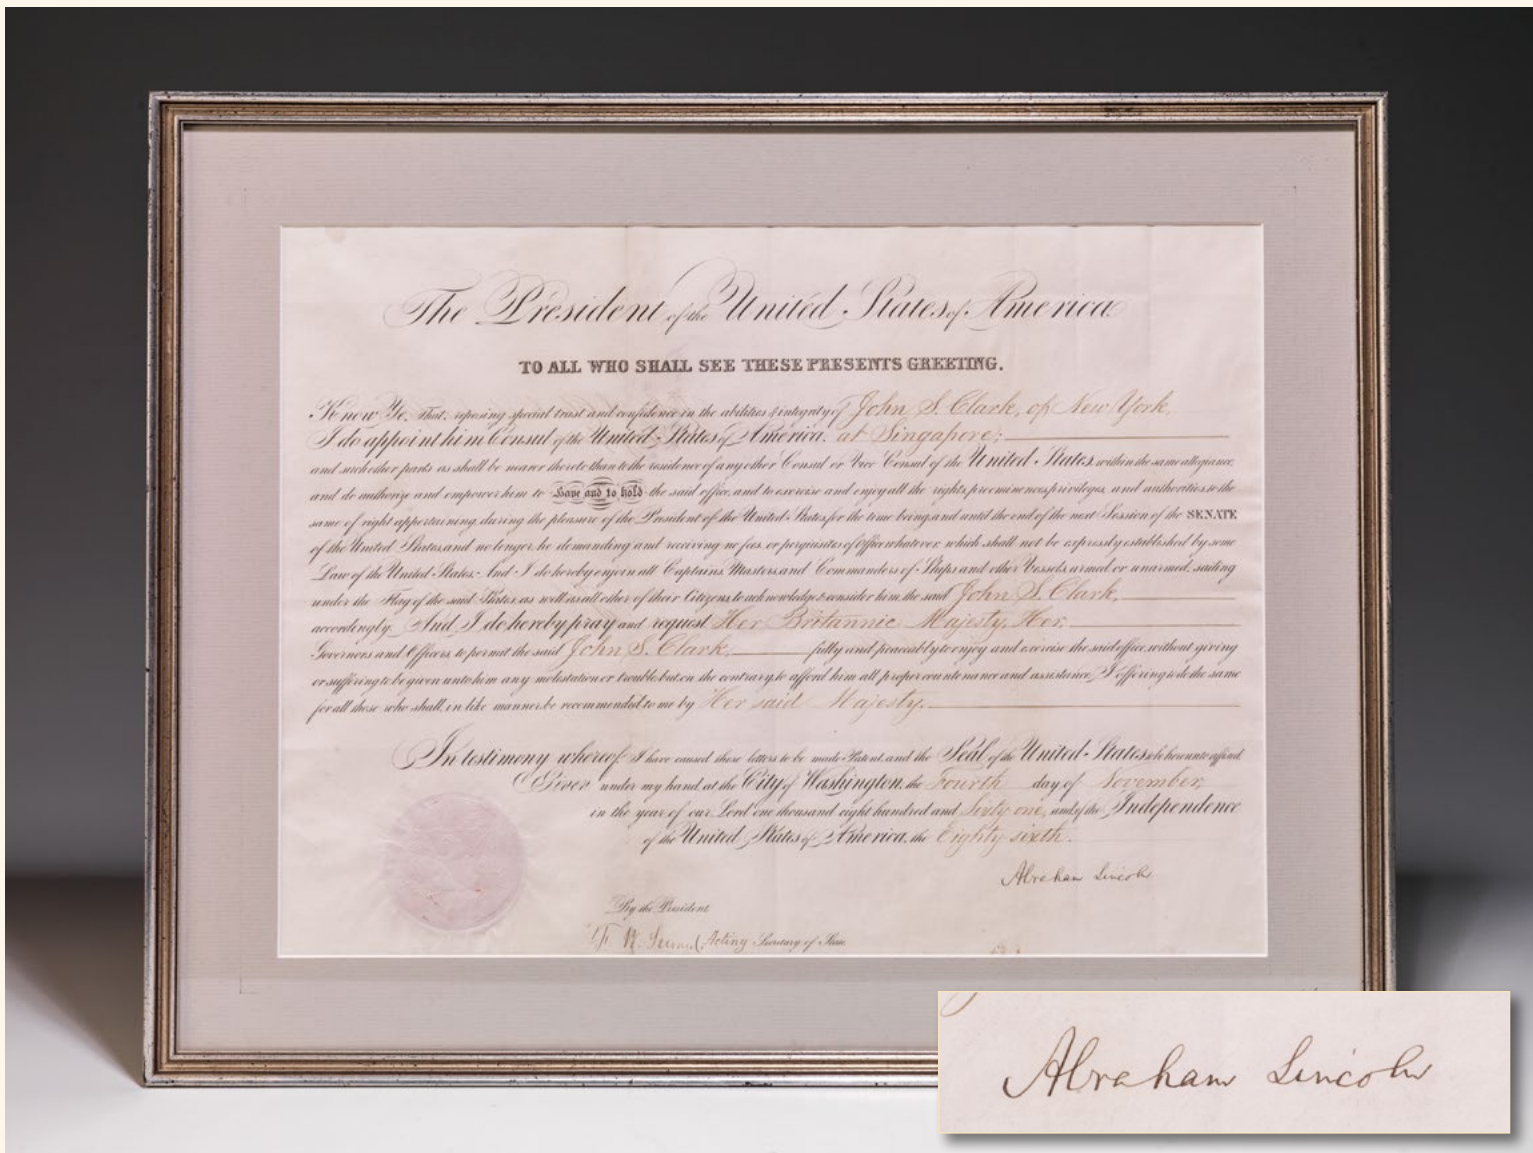 The President of the United States of America
TO ALL WHO SHALL SEE THESE PRESENTS GREETING.
Know Ye, That, reposing special trust and confidence in the abilities & integrity of John S. Clark, of New York,
I do appoint him Consul of the United States of America, at Singapore;
and such other parts as shall be nearer thereto than to the residence of any other Consul or Vice Consul of the United States, within the same allegiance,
and do authorize and empower him to Have and to hold the said office, and to exercise and enjoy all the rights, preeminences, privileges, and authorities, to the
same of right appertaining, during the pleasure of the President of the United States, for the time being, and until the end of the next Session of the SENATE
of the United States, and no longer, he demanding and receiving no fees, or perquisites of Office whatever, which shall not be expressly established by some
Law of the United States. And I do hereby enjoin all Captains, Masters, and Commanders of Ships and other Vessels, armed or unarmed, sailing
under the Flag of the said States, as well as all other of their Citizens, to acknowledge & consider him, the said John S. Clark,
accordingly. And I do hereby pray and request Her Britannic Majesty, Her,
Governors and Officers, to permit the said John S. Clark, fully and peaceably to enjoy and exercise the said office, without giving
or suffering to be given unto him any molestation or trouble, but on the contrary, to afford him all proper countenance and assistance; I offering to do the same
for all those who shall, in like manner, be recommended to me by Her said Majesty.
In testimony whereof, I have caused these letters to be made Patent, and the Seal of the United States to be hereunto affixed.
Given under my hand, at the City of Washington, the Fourth day of November,
in the year of our Lord one thousand eight hundred and Sixty one, and of the Independence
of the United States of America, the Eighty sixth.
Abraham Lincoln
By the President
F W Seward Acting Secretary of State
Abraham Lincoln